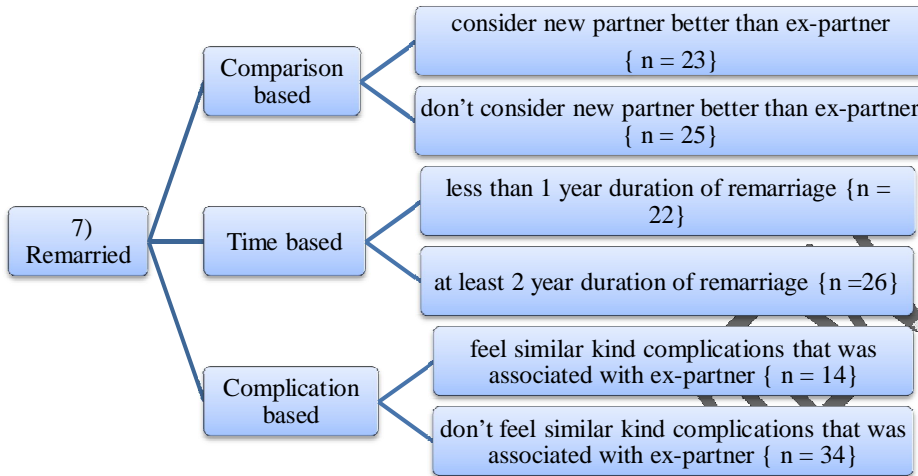 7)
Remarried
Comparison
based
consider new partner better than ex-partner
{ n = 23}
don't consider new partner better than ex-partner
{ n = 25}
Time based
less than 1 year duration of remarriage {n =
22}
at least 2 year duration of remarriage {n =26}
Complication
based
feel similar kind complications that was
associated with ex-partner { n = 14}
don't feel similar kind complications that was
associated with ex-partner { n = 34}